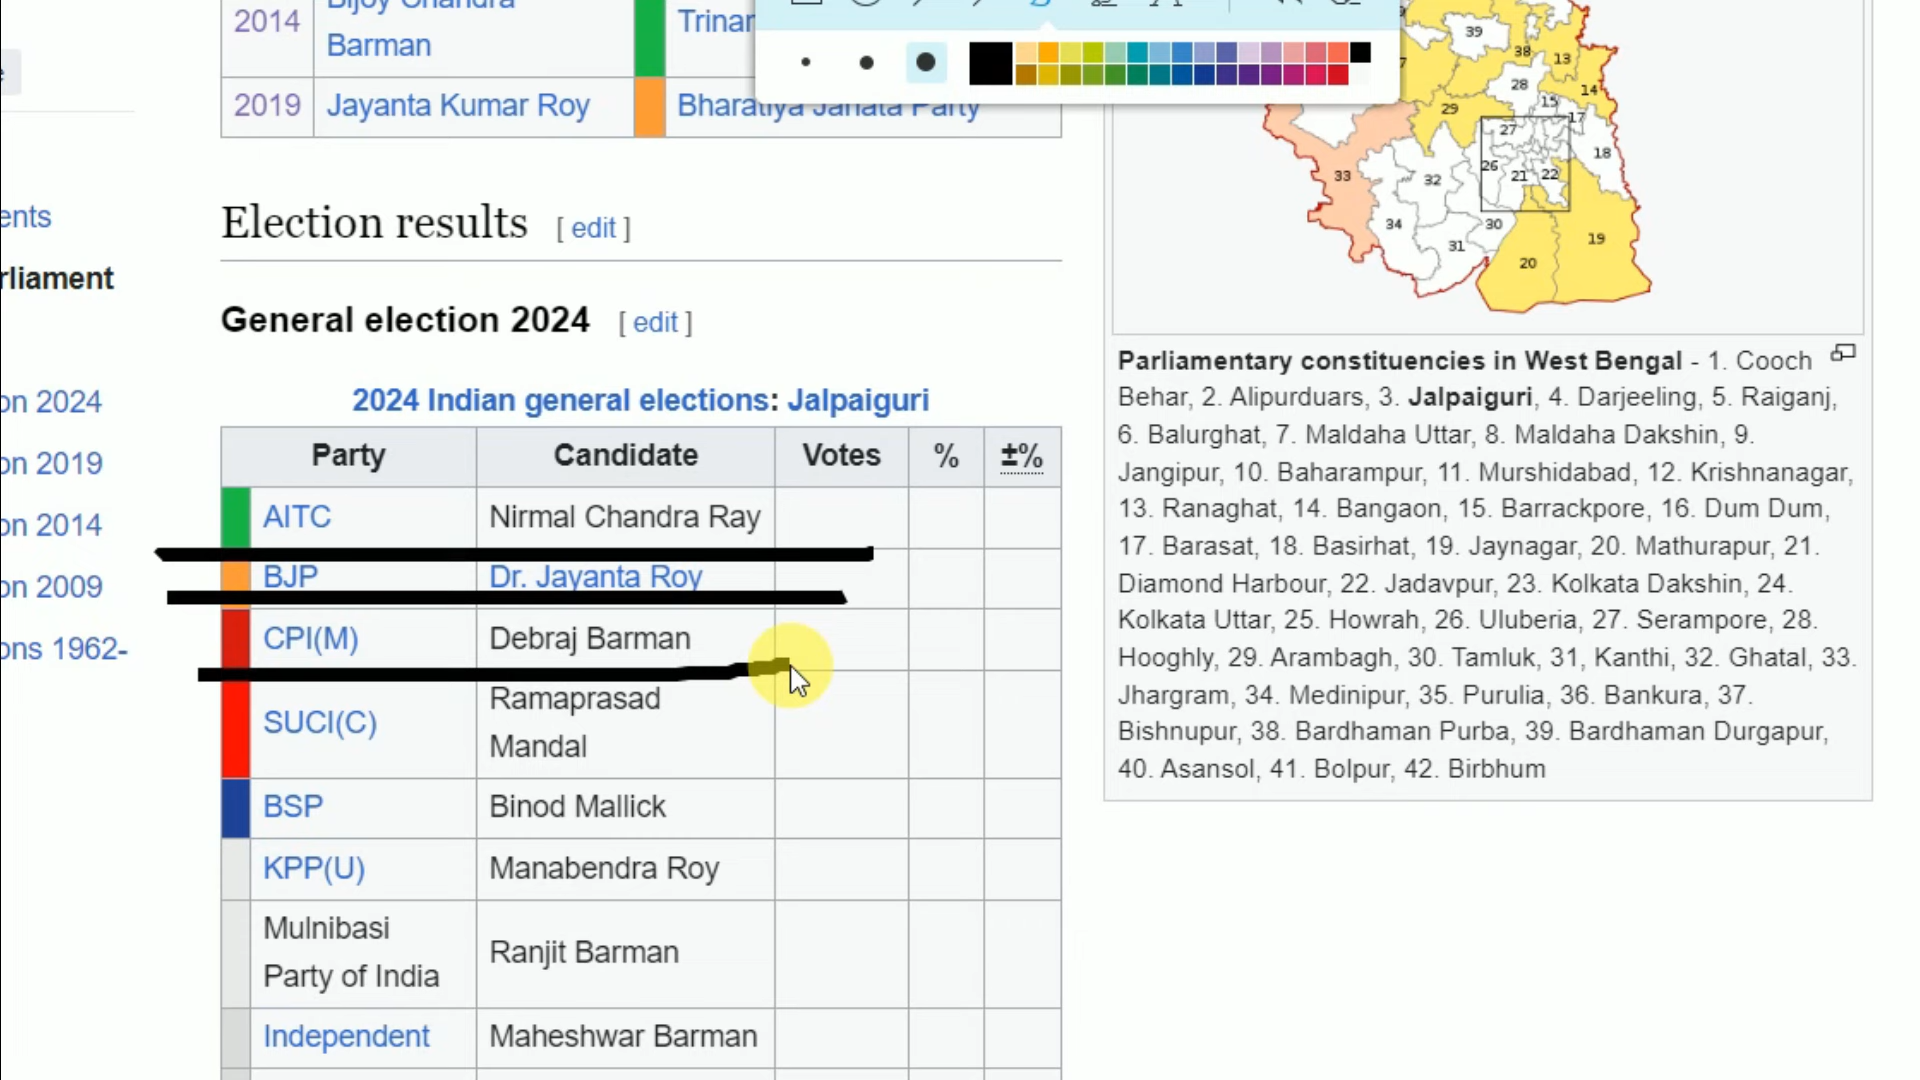 Bijoy Chandra
2014
Barman
2019 Jayanta Kumar Roy Bharatiya Janata Party
Election results [ edit ]
General election 2024 [ edit ]
2024 Indian general elections: Jalpaiguri
Party Candidate Votes % ±%
AITC Nirmal Chandra Ray
BJP Dr. Jayanta Roy
CPI(M) Debraj Barman
SUCI(C) Ramaprasad
Mandal
BSP Binod Mallick
KPP(U) Manabendra Roy
Mulnibasi
Party of India
Ranjit Barman
Independent Maheshwar Barman
ents
rliament
on 2024
on 2019
on 2014
on 2009
ons 1962-
39
38
13
28
14
29
15
17
27
18
33
32
26
21
22
34
30
31
19
20
Parliamentary constituencies in West Bengal - 1. Cooch
Behar, 2. Alipurduars, 3. Jalpaiguri, 4. Darjeeling, 5. Raiganj,
6. Balurghat, 7. Maldaha Uttar, 8. Maldaha Dakshin, 9.
Jangipur, 10. Baharampur, 11. Murshidabad, 12. Krishnanagar,
13. Ranaghat, 14. Bangaon, 15. Barrackpore, 16. Dum Dum,
17. Barasat, 18. Basirhat, 19. Jaynagar, 20. Mathurapur, 21.
Diamond Harbour, 22. Jadavpur, 23. Kolkata Dakshin, 24.
Kolkata Uttar, 25. Howrah, 26. Uluberia, 27. Serampore, 28.
Hooghly, 29. Arambagh, 30. Tamluk, 31, Kanthi, 32. Ghatal, 33.
Jhargram, 34. Medinipur, 35. Purulia, 36. Bankura, 37.
Bishnupur, 38. Bardhaman Purba, 39. Bardhaman Durgapur,
40. Asansol, 41. Bolpur, 42. Birbhum